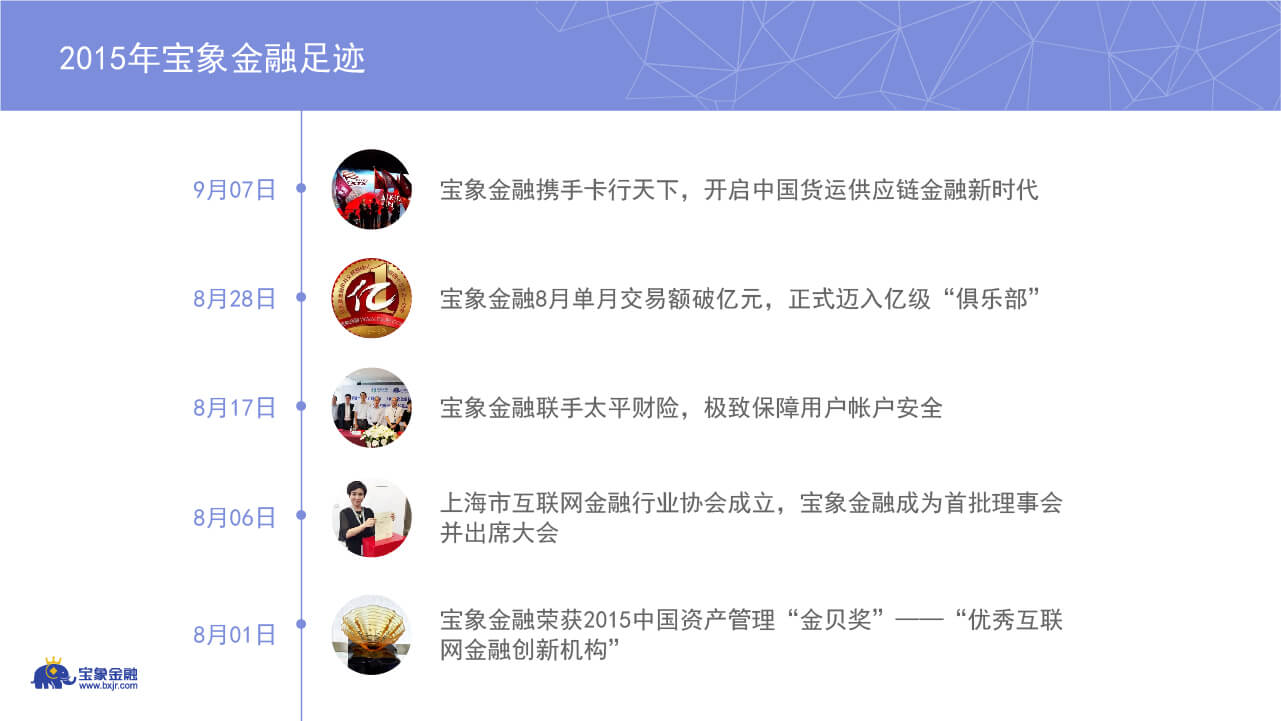 2015年宝象金融足迹
9月07日
宝象金融携手卡行天下，开启中国货运供应链金融新时代
8月28日
亿
1
宝象金融8月单月交易额破亿元，正式迈入亿级“俱乐部”
8月17日
宝象金融联手太平财险，极致保障用户帐户安全
8月06日
上海市互联网金融行业协会成立，宝象金融成为首批理事会
并出席大会
8月01日
宝象金融荣获2015中国资产管理“金贝奖”——“优秀互联
网金融创新机构”
宝象金融
www.bxjr.com